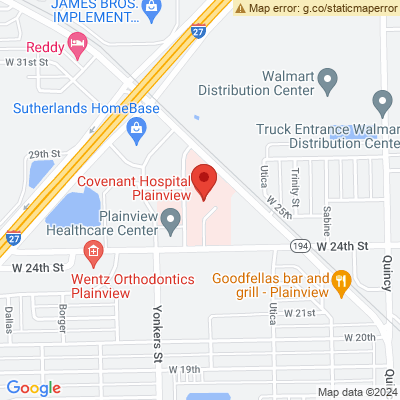 JAMES BROS.
IMPLEMENT...
Map error: g.co/staticmaperror
Reddy
27
W 31st St
Walmart
Distribution Center
Sutherlands HomeBase
Truck Entrance Walmart
Distribution Center
29th St
Covenant Hospital
Plainview
Utica
Trinity St
Sabine
W 25th
Plainview
Healthcare Center
27
194
W 24th St
W 24th St
Quincy
Wentz Orthodontics
Plainview
Goodfellas bar and
grill - Plainview
Dallas
Borger
Yonkers St
Utica
W 21st
W 20th
W 19th
Qui
Google
Map data ©2024